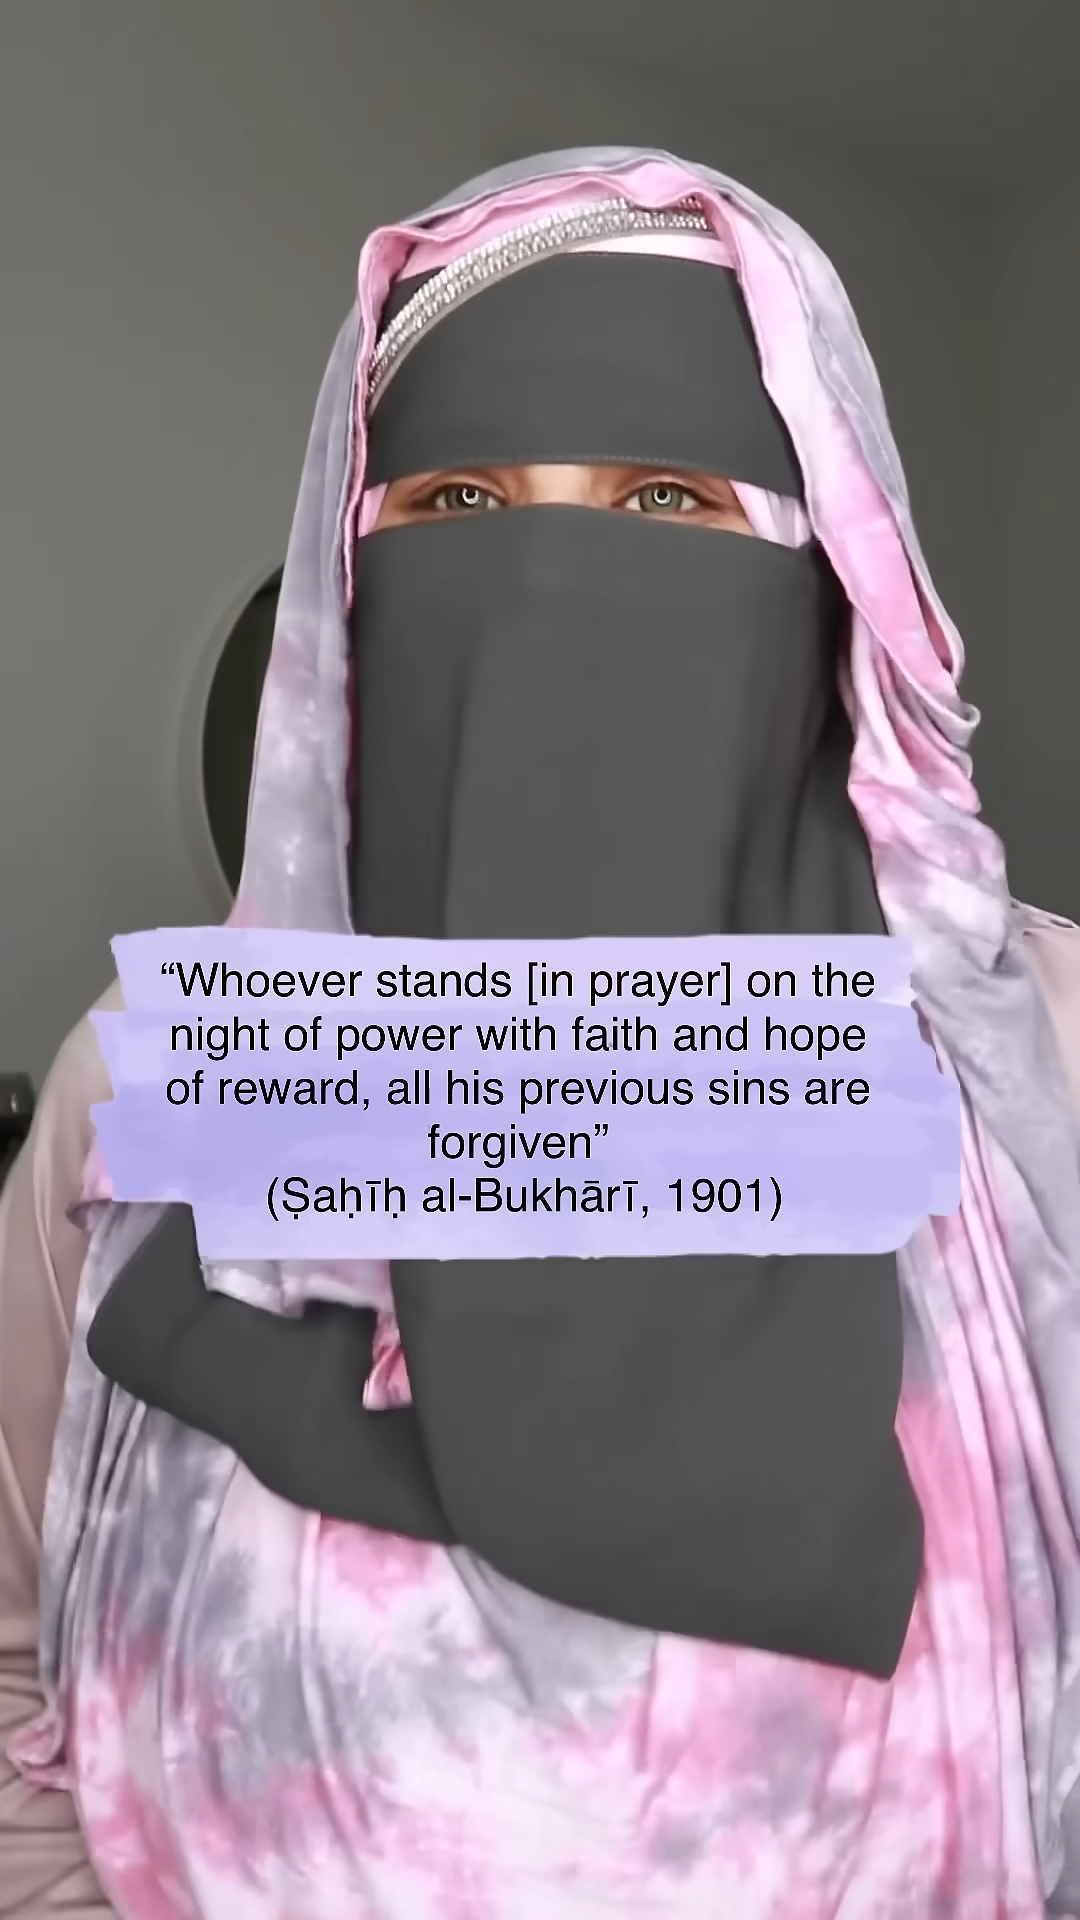 “Whoever stands [in prayer] on the
night of power with faith and hope
of reward, all his previous sins are
forgiven”
(Ṣaḥīḥ al-Bukhārī, 1901)